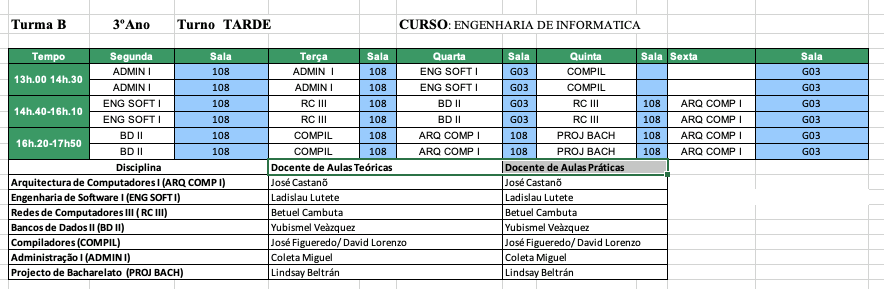 Turma B 3ºAno Turno TARDE CURSO: ENGENHARIA DE INFORMATICA
Tempo Segunda Sala Terça Sala Quarta Sala Quinta Sala Sexta Sala
13h.00 14h.30 ADMIN I 108 ADMIN I 108 ENG SOFT I G03 COMPIL G03
ADMIN I 108 ADMIN I 108 ENG SOFT I G03 COMPIL G03
14h.40-16h.10 ENG SOFT I 108 RC III 108 BD II G03 RC III 108 ARQ COMP I G03
ENG SOFT I 108 RC III 108 BD II G03 RC III 108 ARQ COMP I G03
16h.20-17h50 BD II 108 COMPIL 108 ARQ COMP I 108 PROJ BACH 108 ARQ COMP I G03
BD II 108 COMPIL 108 ARQ COMP I 108 PROJ BACH 108 ARQ COMP I G03
Disciplina Docente de Aulas Teóricas Docente de Aulas Práticas
Arquitectura de Computadores I (ARQ COMP I) José Castanõ José Castanõ
Engenharia de Software I (ENG SOFT I) Ladislau Lutete Ladislau Lutete
Redes de Computadores III ( RC III) Betuel Cambuta Betuel Cambuta
Bancos de Dados II (BD II) Yubismel Veàzquez Yubismel Veàzquez
Compiladores (COMPIL) José Figueredo/ David Lorenzo José Figueredo/ David Lorenzo
Administração I (ADMIN I) Coleta Miguel Coleta Miguel
Projecto de Bacharelato (PROJ BACH) Lindsay Beltrán Lindsay Beltrán